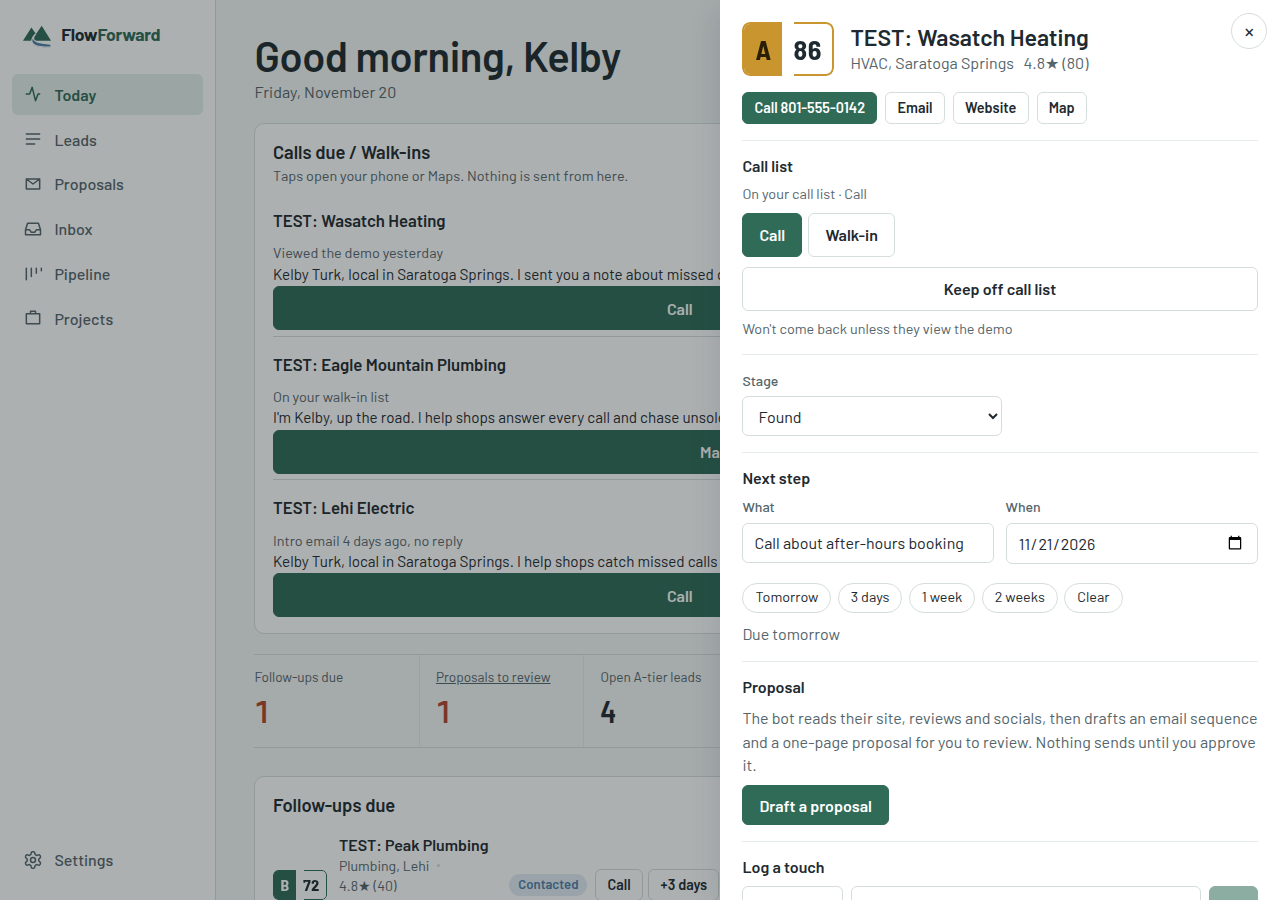 FlowForward
Today
Leads
Proposals
Inbox
Pipeline
Projects
Settings
Good morning, Kelby
Friday, November 20
Calls due / Walk-ins
Taps open your phone or Maps. Nothing is sent from here.
TEST: Wasatch Heating
Viewed the demo yesterday
Kelby Turk, local in Saratoga Springs. I sent you a note about missed
Call
TEST: Eagle Mountain Plumbing
On your walk-in list
I'm Kelby, up the road. I help shops answer every call and chase
Ma
TEST: Lehi Electric
Intro email 4 days ago, no reply
Kelby Turk, local in Saratoga Springs. I help shops catch missed calls
Call
Follow-ups due
1
Proposals to review
1
Open A-tier leads
4
Follow-ups due
B 72
TEST: Peak Plumbing
Plumbing, Lehi ·
4.8★ (40)
Contacted
Call
+3 days
A 86
TEST: Wasatch Heating
HVAC, Saratoga Springs 4.8★ (80)
×
Call 801-555-0142
Email
Website
Map
Call list
On your call list · Call
Call
Walk-in
Keep off call list
Won't come back unless they view the demo
Stage
Found
Next step
What
When
Call about after-hours booking
11/21/2026
Tomorrow
3 days
1 week
2 weeks
Clear
Due tomorrow
Proposal
The bot reads their site, reviews and socials, then drafts an email sequence
and a one-page proposal for you to review. Nothing sends until you approve
it.
Draft a proposal
Log a touch